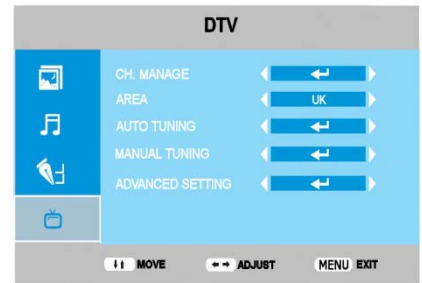 DTV
CH. MANAGE
AREA UK
AUTO TUNING
MANUAL TUNING
ADVANCED SETTING
MOVE ADJUST MENU EXIT